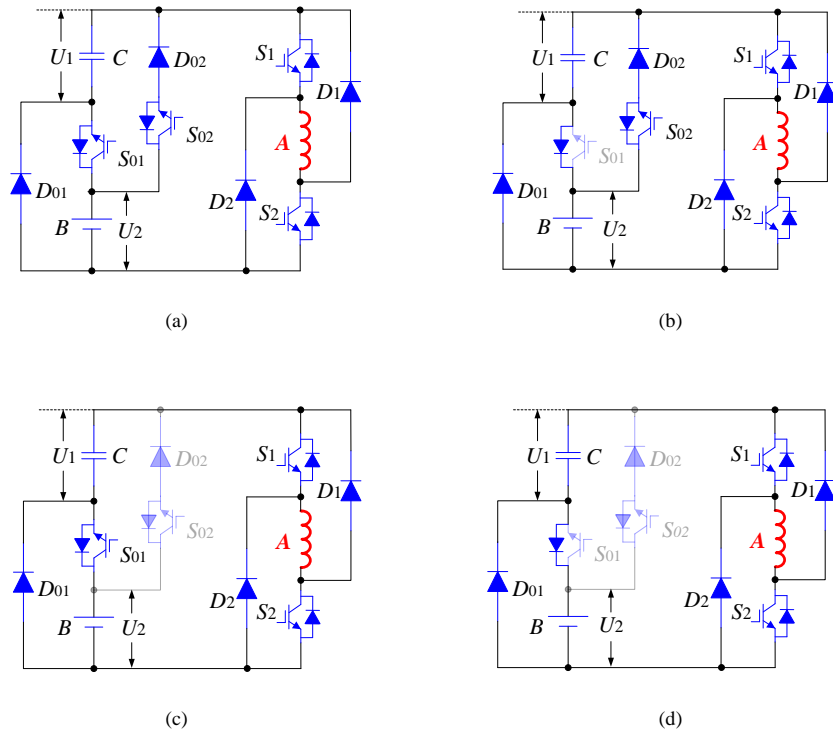 U1 C D02 S1 D1
S01 S02 A
D01 D2 S2
B U2
(a)
U1 C D02 S1 D1
S01 S02 A
D01 D2 S2
B U2
(b)
U1 C D02 S1 D1
S01 S02 A
D01 D2 S2
B U2
(c)
U1 C D02 S1 D1
S01 S02 A
D01 D2 S2
B U2
(d)